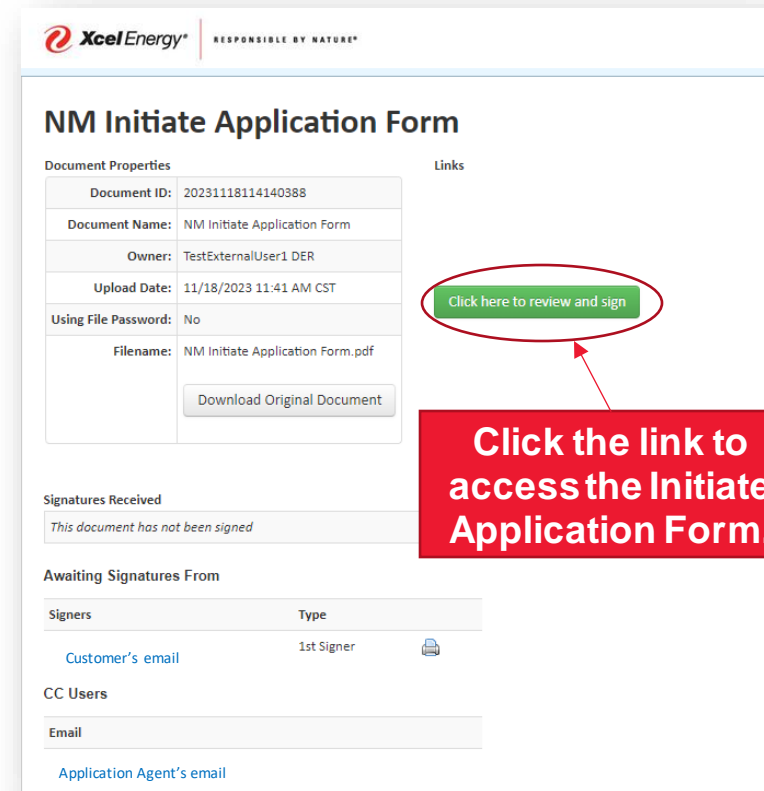 Xcel Energy® RESPONSIBLE BY NATURE®
NM Initiate Application Form
Document Properties
Links
Document ID: 20231118114140388
Document Name: NM Initiate Application Form
Owner: TestExternalUser1 DER
Upload Date: 11/18/2023 11:41 AM CST
Using File Password: No
Filename: NM Initiate Application Form.pdf
Download Original Document
Click here to review and sign
Click the link to
access the Initiate
Application Form.
Signatures Received
This document has not been signed
Awaiting Signatures From
Signers Type
Customer's email 1st Signer
CC Users
Email
Application Agent's email